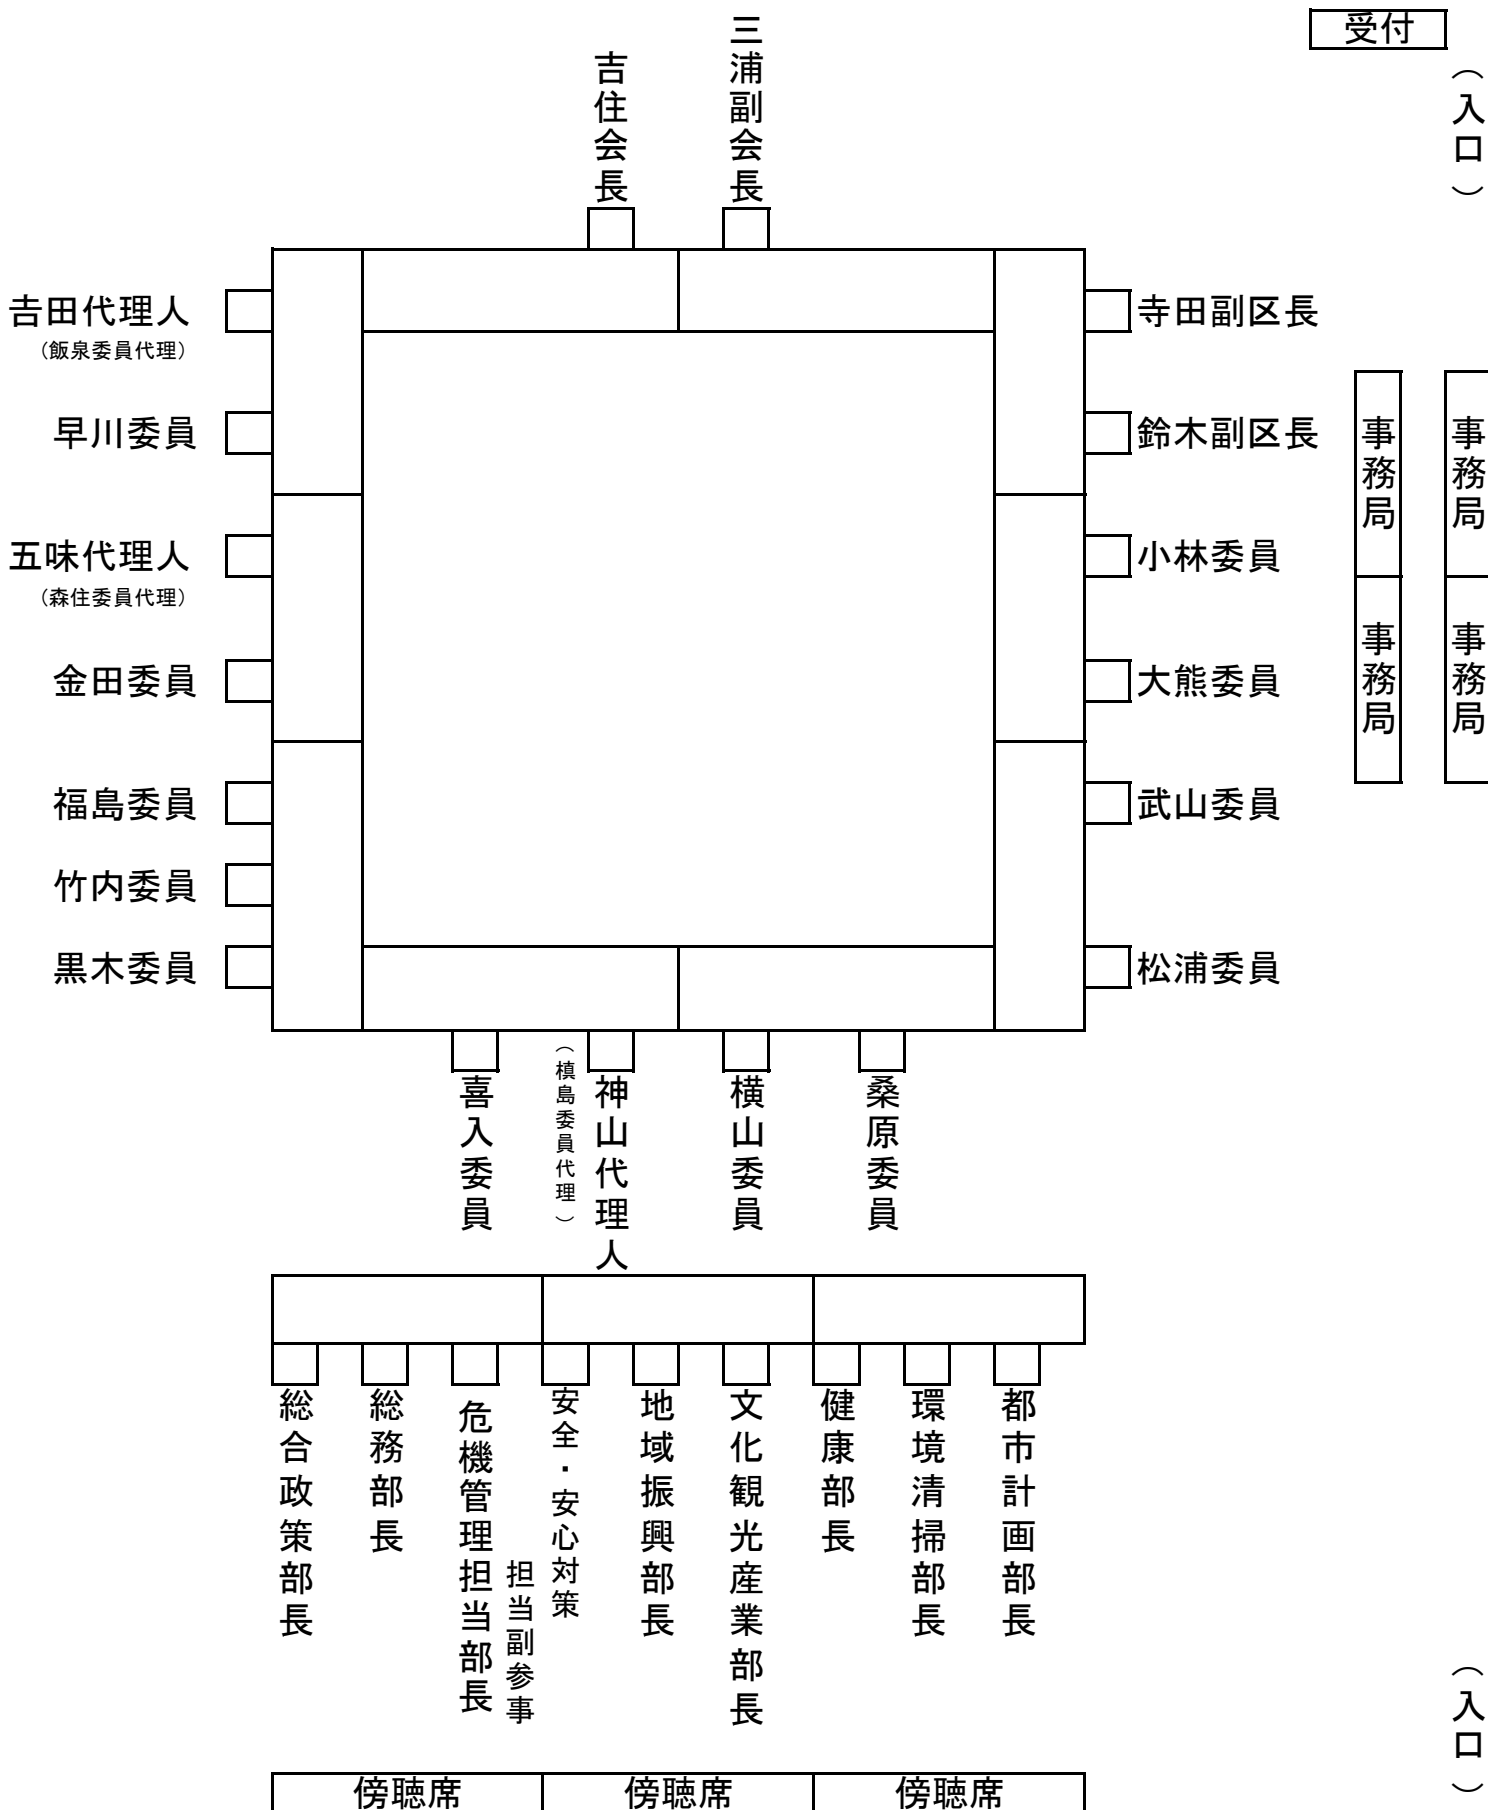 受付
（入口）
吉住会長
三浦副会長
𠮷田代理人
（飯泉委員代理）
早川委員
五味代理人
（森住委員代理）
金田委員
福島委員
竹内委員
黒木委員
寺田副区長
鈴木副区長
小林委員
大熊委員
武山委員
松浦委員
事務局
事務局
事務局
事務局
喜入委員
神山代理人
（槙島委員代理）
横山委員
桑原委員
総合政策部長
総務部長
危機管理担当部長
安全・安心対策
担当副参事
地域振興部長
文化観光産業部長
健康部長
環境清掃部長
都市計画部長
（入口）
傍聴席
傍聴席
傍聴席